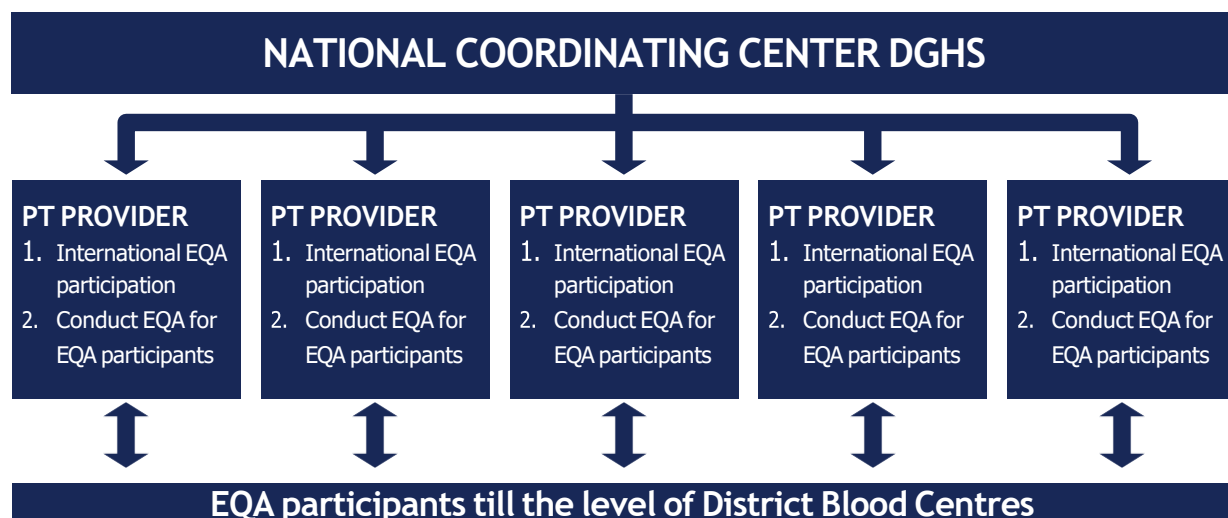 NATIONAL COORDINATING CENTER DGHS
PT PROVIDER
1. International EQA
participation
2. Conduct EQA for
EQA participants
PT PROVIDER
1. International EQA
participation
2. Conduct EQA for
EQA participants
PT PROVIDER
1. International EQA
participation
2. Conduct EQA for
EQA participants
PT PROVIDER
1. International EQA
participation
2. Conduct EQA for
EQA participants
PT PROVIDER
1. International EQA
participation
2. Conduct EQA for
EQA participants
EQA participants till the level of District Blood Centres